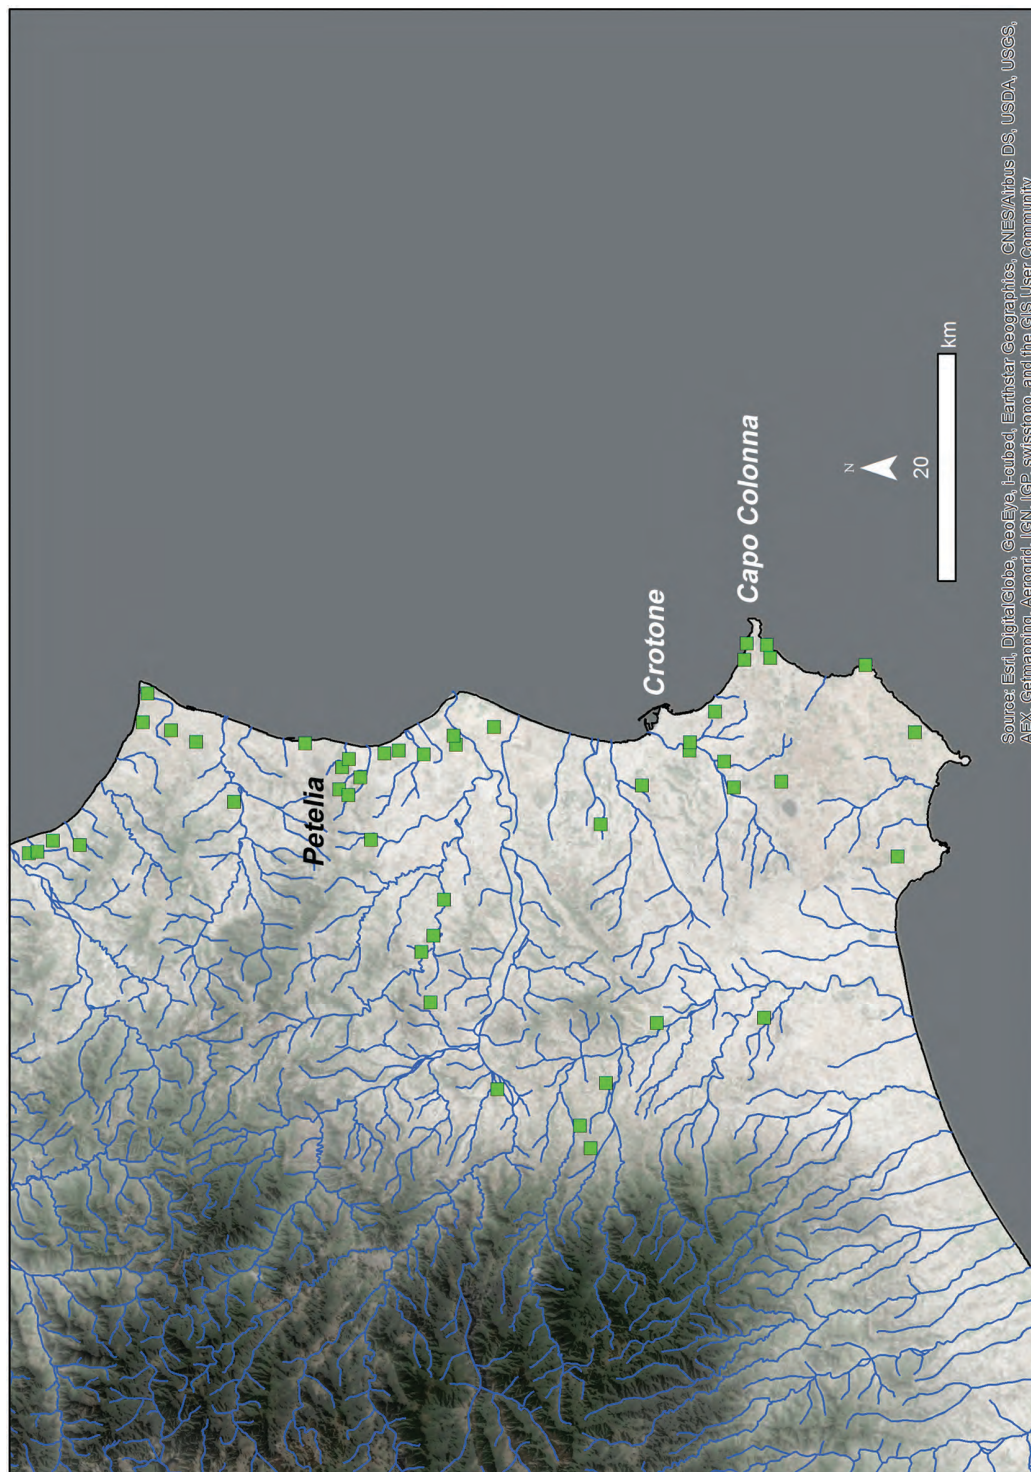 Petelia
Crotone
Capo Colonna
N
20
km
Source: Esri, DigitalGlobe, GeoEye, i-cubed, Earthstar Geographics, CNES/Airbus DS, USDA, USGS,
AEX, Getmapping, Aerogrid, IGN, IGP, swisstopo, and the GIS User Community